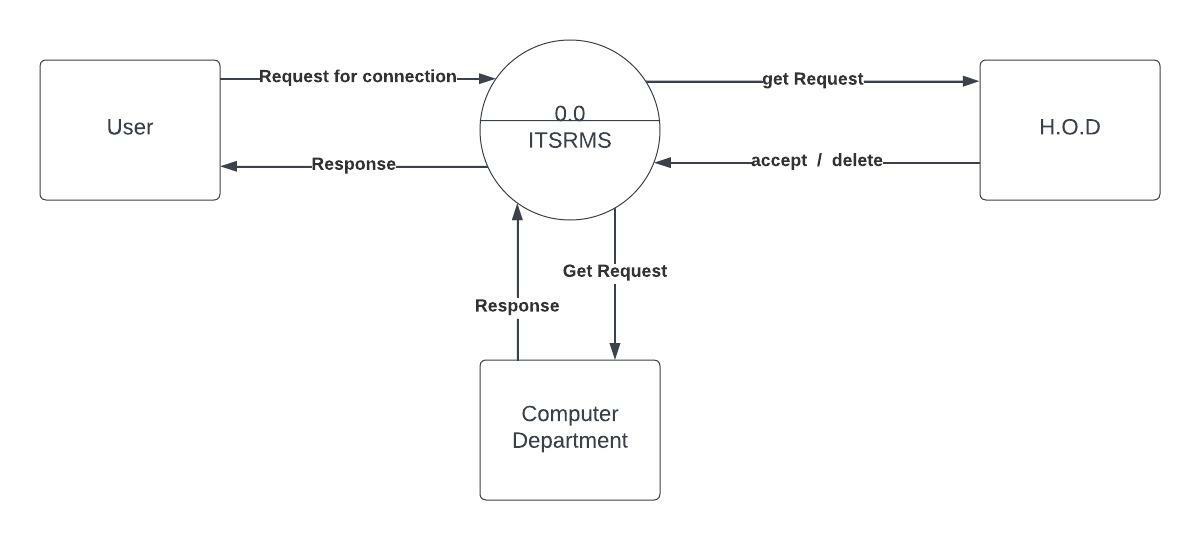 Request for connection
get Request
0.0
User
ITSRMS
H.O.D
Response
accept / delete
Get Request
Response
Computer
Department